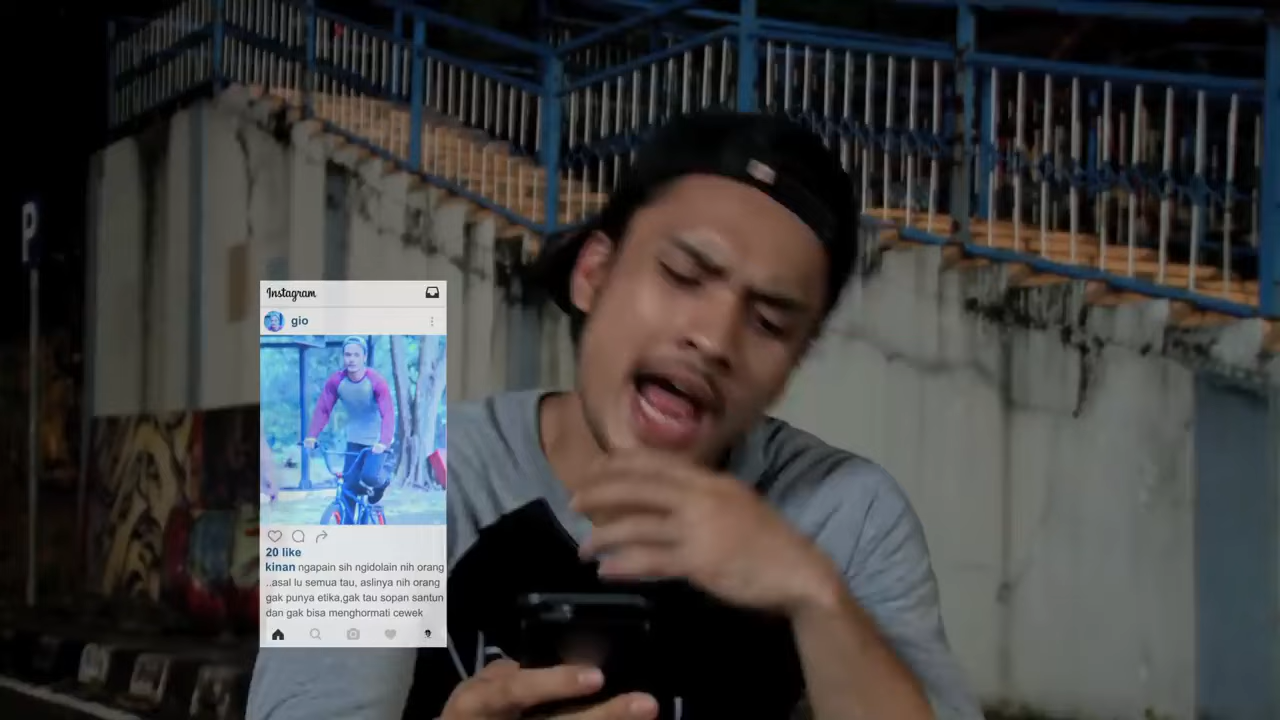 P
Instagram
gio
20 like
kinan ngapain sih ngidolain nih orang
..asal lu semua tau, aslinya nih orang
gak punya etika,gak tau sopan santun
dan gak bisa menghormati cewek